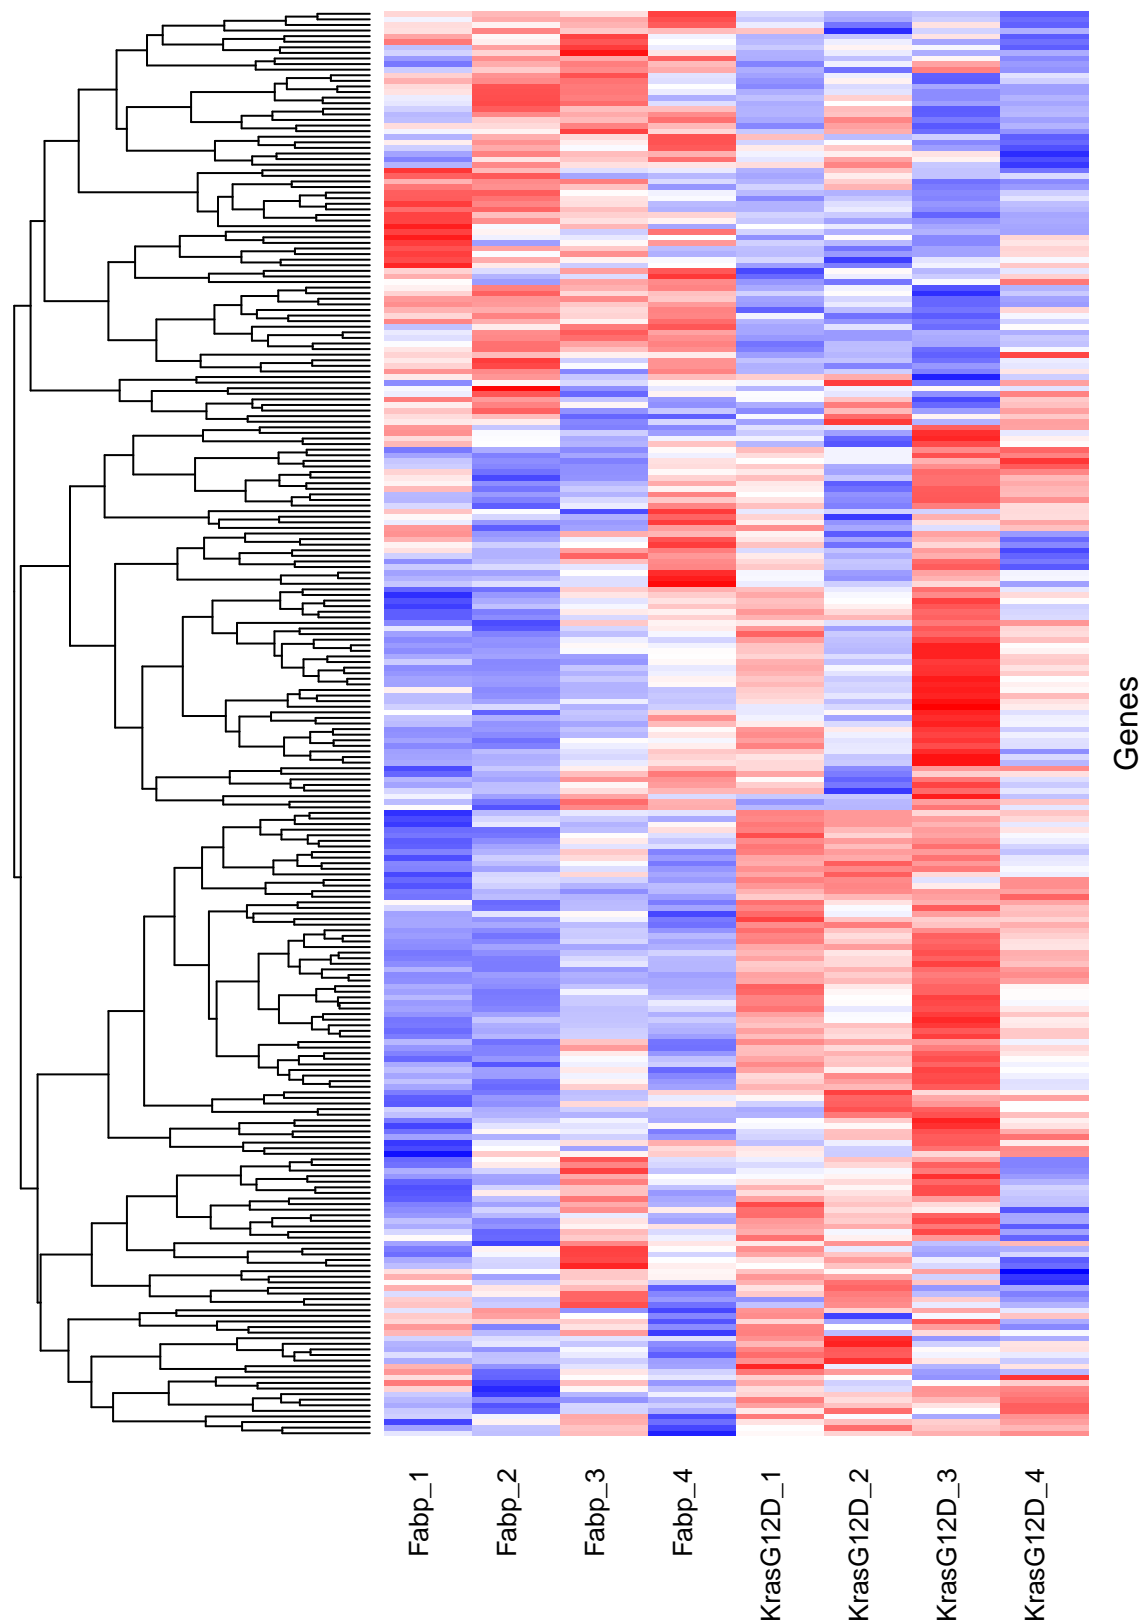 Genes
Fabp_1
Fabp_2
Fabp_3
Fabp_4
KrasG12D_1
KrasG12D_2
KrasG12D_3
KrasG12D_4